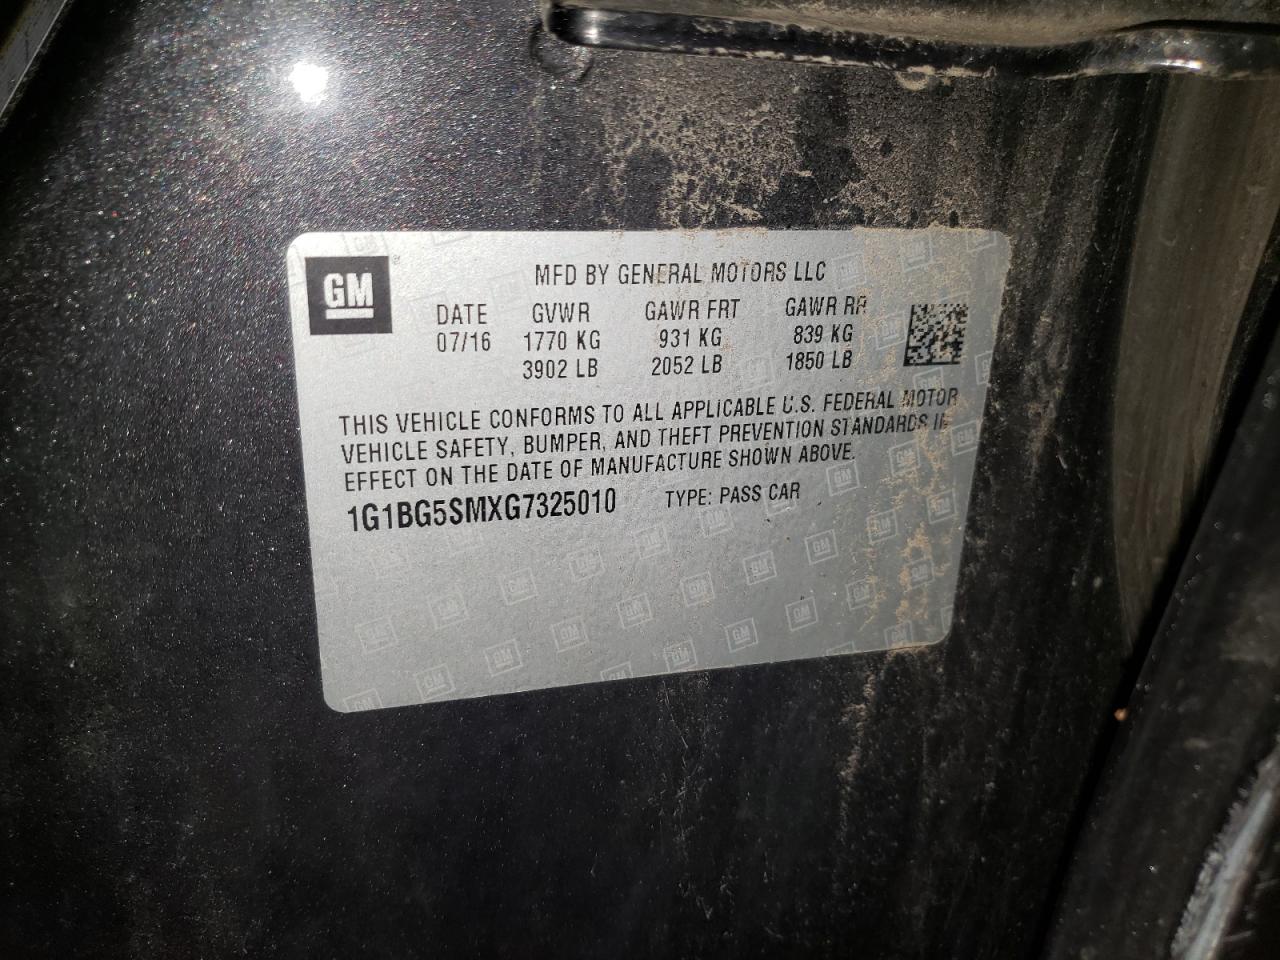 GM
MFD BY GENERAL MOTORS LLC
DATE GVWR GAWR FRT GAWR RR
07/16 1770 KG 931 KG 839 KG
3902 LB 2052 LB 1850 LB
THIS VEHICLE CONFORMS TO ALL APPLICABLE U.S. FEDERAL MOTOR
VEHICLE SAFETY, BUMPER, AND THEFT PREVENTION STANDARDS IN
EFFECT ON THE DATE OF MANUFACTURE SHOWN ABOVE.
1G1BG5SMXG7325010 TYPE: PASS CAR